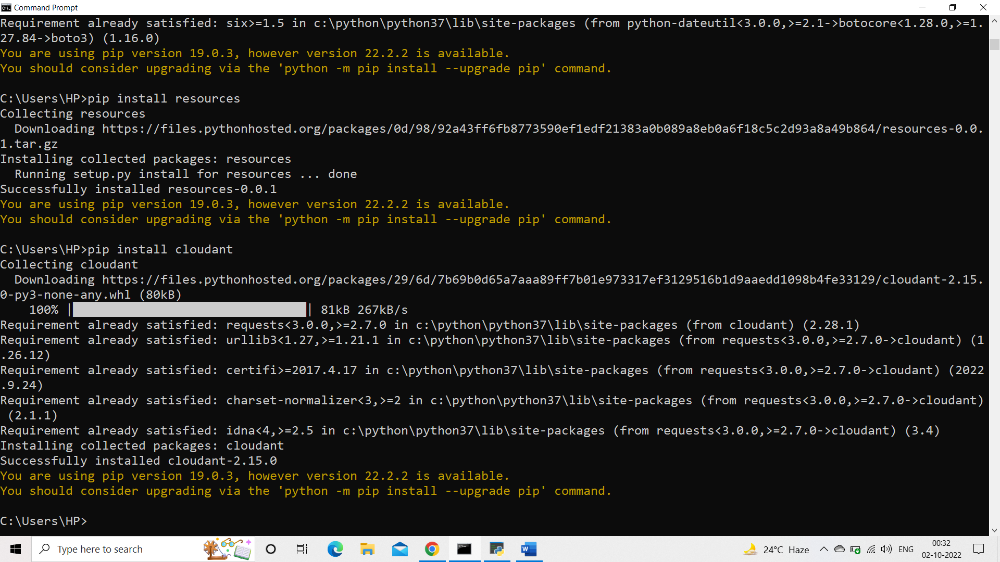 Command Prompt
Requirement already satisfied: six>=1.5 in c:\python\python37\lib\site-packages (from python-dateutil<3.0.0,>=2.1->botocore<1.28.0,>=1.
27.84->boto3) (1.16.0)
You are using pip version 19.0.3, however version 22.2.2 is available.
You should consider upgrading via the 'python -m pip install --upgrade pip' command.
C:\Users\HP>pip install resources
Collecting resources
  Downloading https://files.pythonhosted.org/packages/0d/98/92a43ff6fb8773590ef1edf21383a0b089a8eb0a6f18c5c2d93a8a49b864/resources-0.0.
1.tar.gz
Installing collected packages: resources
  Running setup.py install for resources ... done
Successfully installed resources-0.0.1
You are using pip version 19.0.3, however version 22.2.2 is available.
You should consider upgrading via the 'python -m pip install --upgrade pip' command.
C:\Users\HP>pip install cloudant
Collecting cloudant
  Downloading https://files.pythonhosted.org/packages/29/6d/7b69b0d65a7aaa89ff7b01e973317ef3129516b1d9aaedd1098b4fe33129/cloudant-2.15.
0-py3-none-any.whl (80kB)
    100% | | 81kB 267kB/s
Requirement already satisfied: requests<3.0.0,>=2.7.0 in c:\python\python37\lib\site-packages (from cloudant) (2.28.1)
Requirement already satisfied: urllib3<1.27,>=1.21.1 in c:\python\python37\lib\site-packages (from requests<3.0.0,>=2.7.0->cloudant) (1
.26.12)
Requirement already satisfied: certifi>=2017.4.17 in c:\python\python37\lib\site-packages (from requests<3.0.0,>=2.7.0->cloudant) (2022
.9.24)
Requirement already satisfied: charset-normalizer<3,>=2 in c:\python\python37\lib\site-packages (from requests<3.0.0,>=2.7.0->cloudant)
 (2.1.1)
Requirement already satisfied: idna<4,>=2.5 in c:\python\python37\lib\site-packages (from requests<3.0.0,>=2.7.0->cloudant) (3.4)
Installing collected packages: cloudant
Successfully installed cloudant-2.15.0
You are using pip version 19.0.3, however version 22.2.2 is available.
You should consider upgrading via the 'python -m pip install --upgrade pip' command.
C:\Users\HP>
Type here to search
24°C Haze
ENG
00:32
02-10-2022